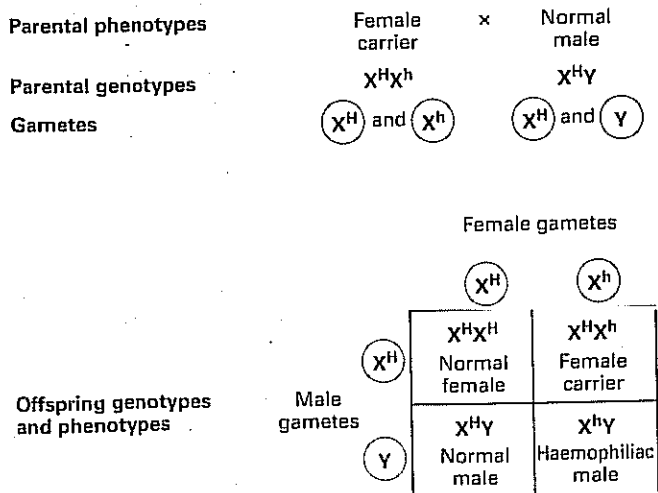 Parental phenotypes Female carrier × Normal male
Parental genotypes XᴴXʰ XᴴY
Gametes Xᴴ and Xʰ Xᴴ and Y
Female gametes
Xᴴ Xʰ
Xᴴ XᴴXᴴ Normal female XᴴXʰ Female carrier
Offspring genotypes and phenotypes Male gametes
Y XᴴY Normal male XʰY Haemophiliac male